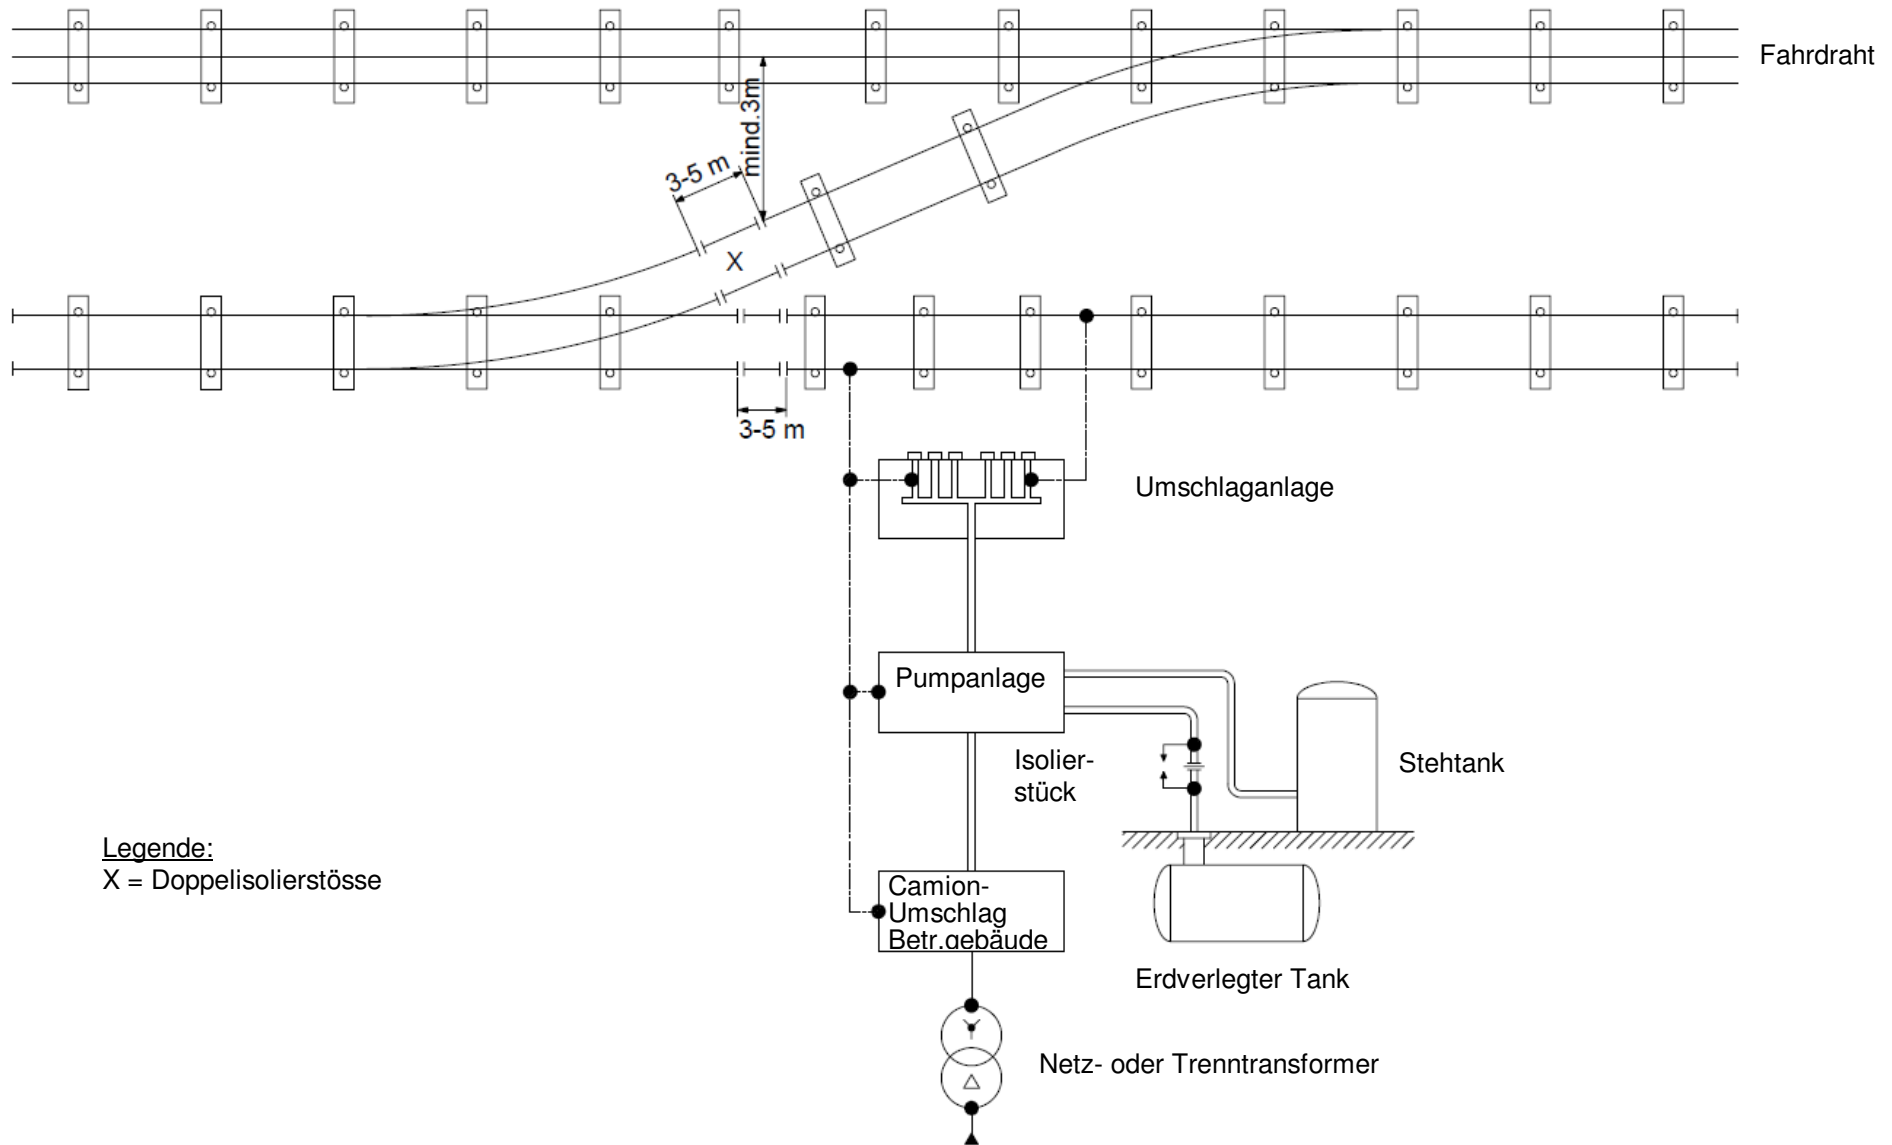 Fahrdraht
mind.3m
3-5 m
X
3-5 m
Umschlaganlage
Pumpanlage
Isolier-
stück
Stehtank
Legende:
X = Doppelisolierstösse
Camion-
Umschlag
Betr.gebäude
Erdverlegter Tank
Netz- oder Trenntransformer